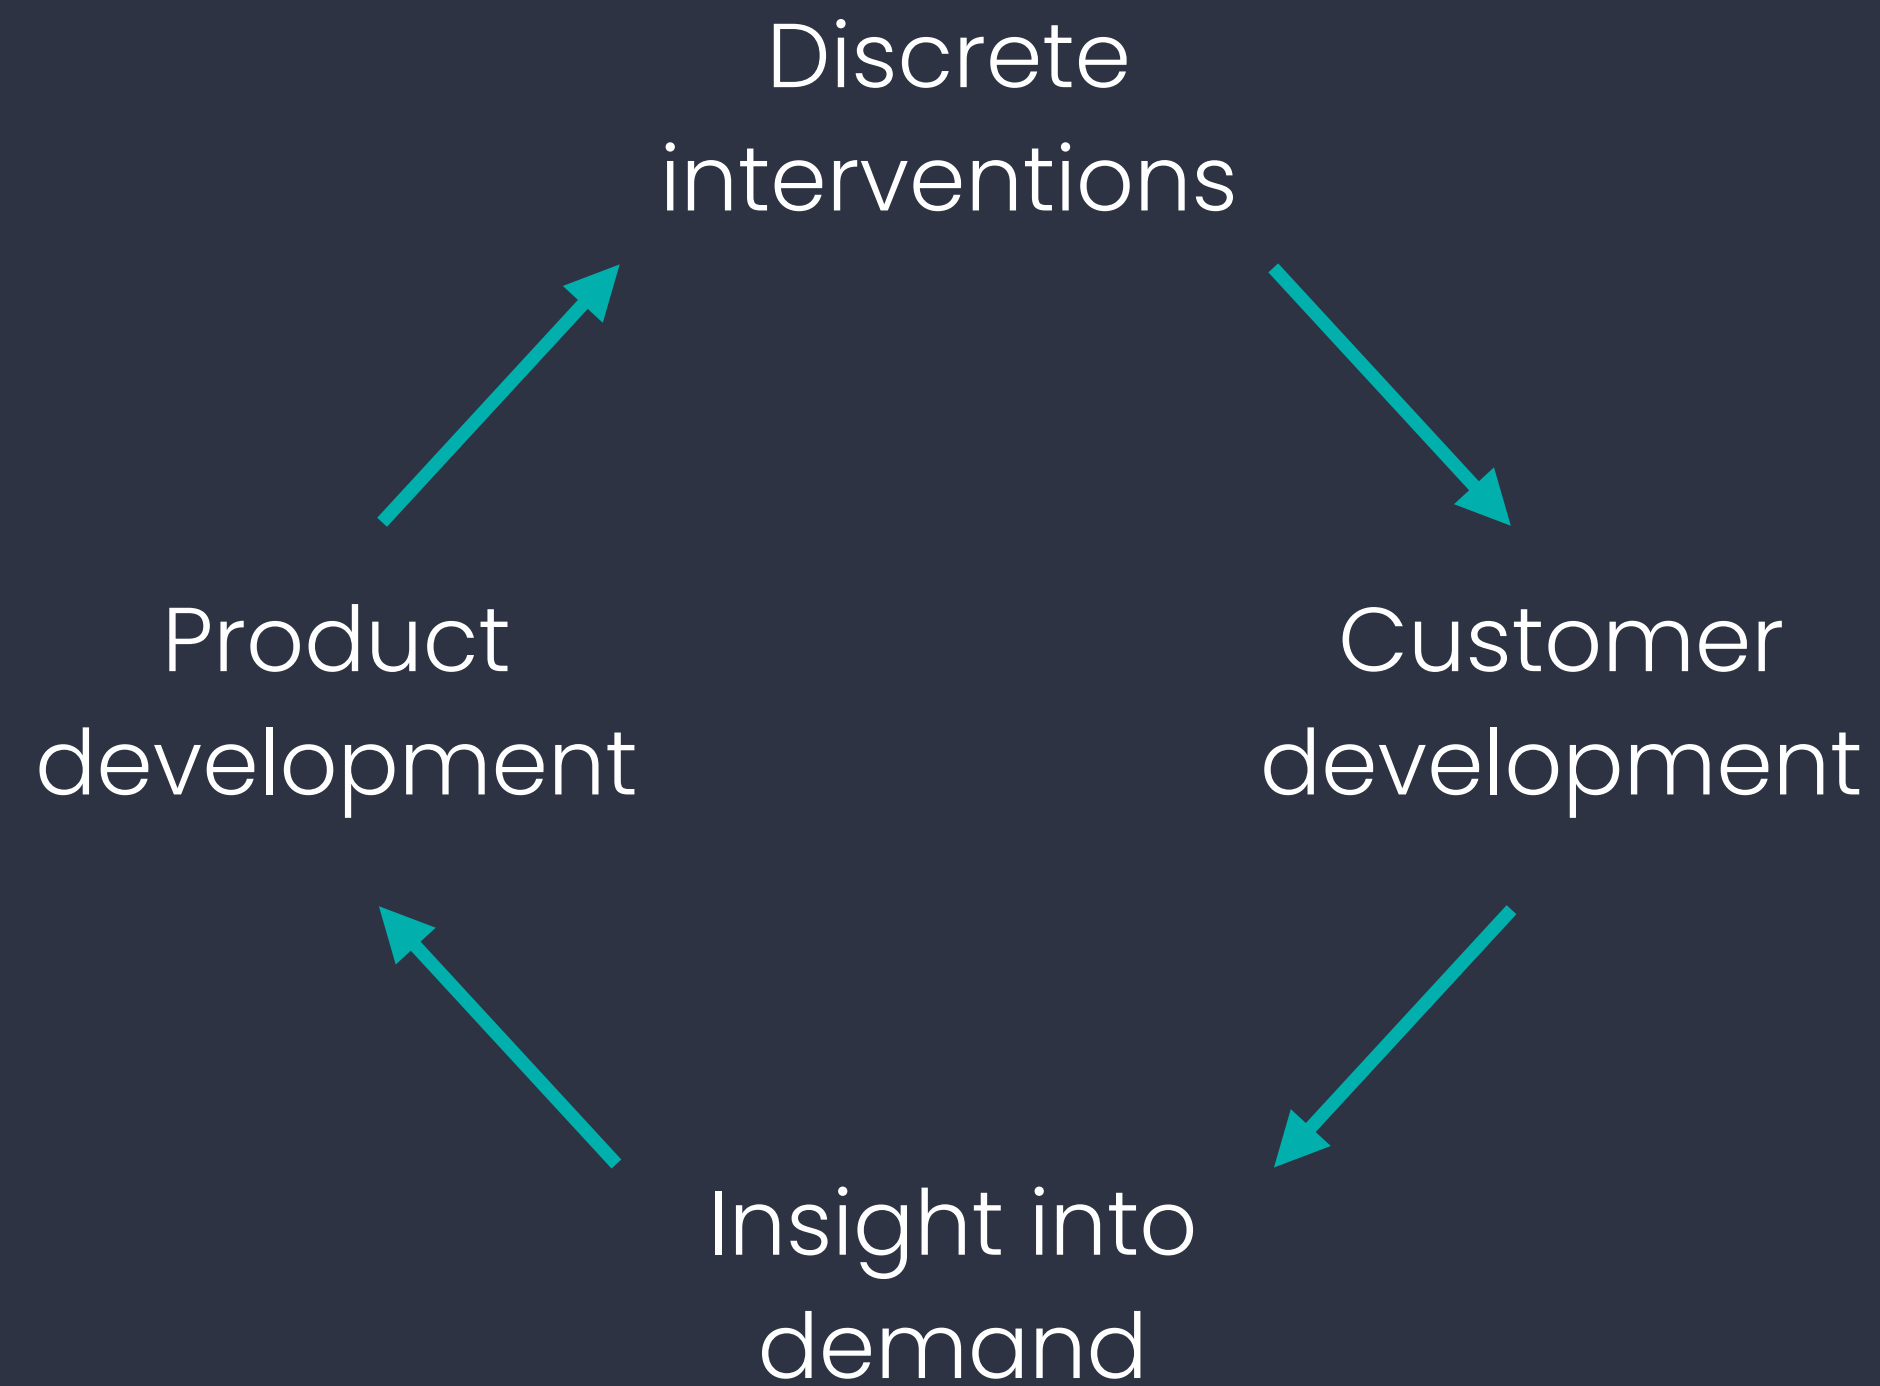 Discrete
interventions
Product
development
Customer
development
Insight into
demand